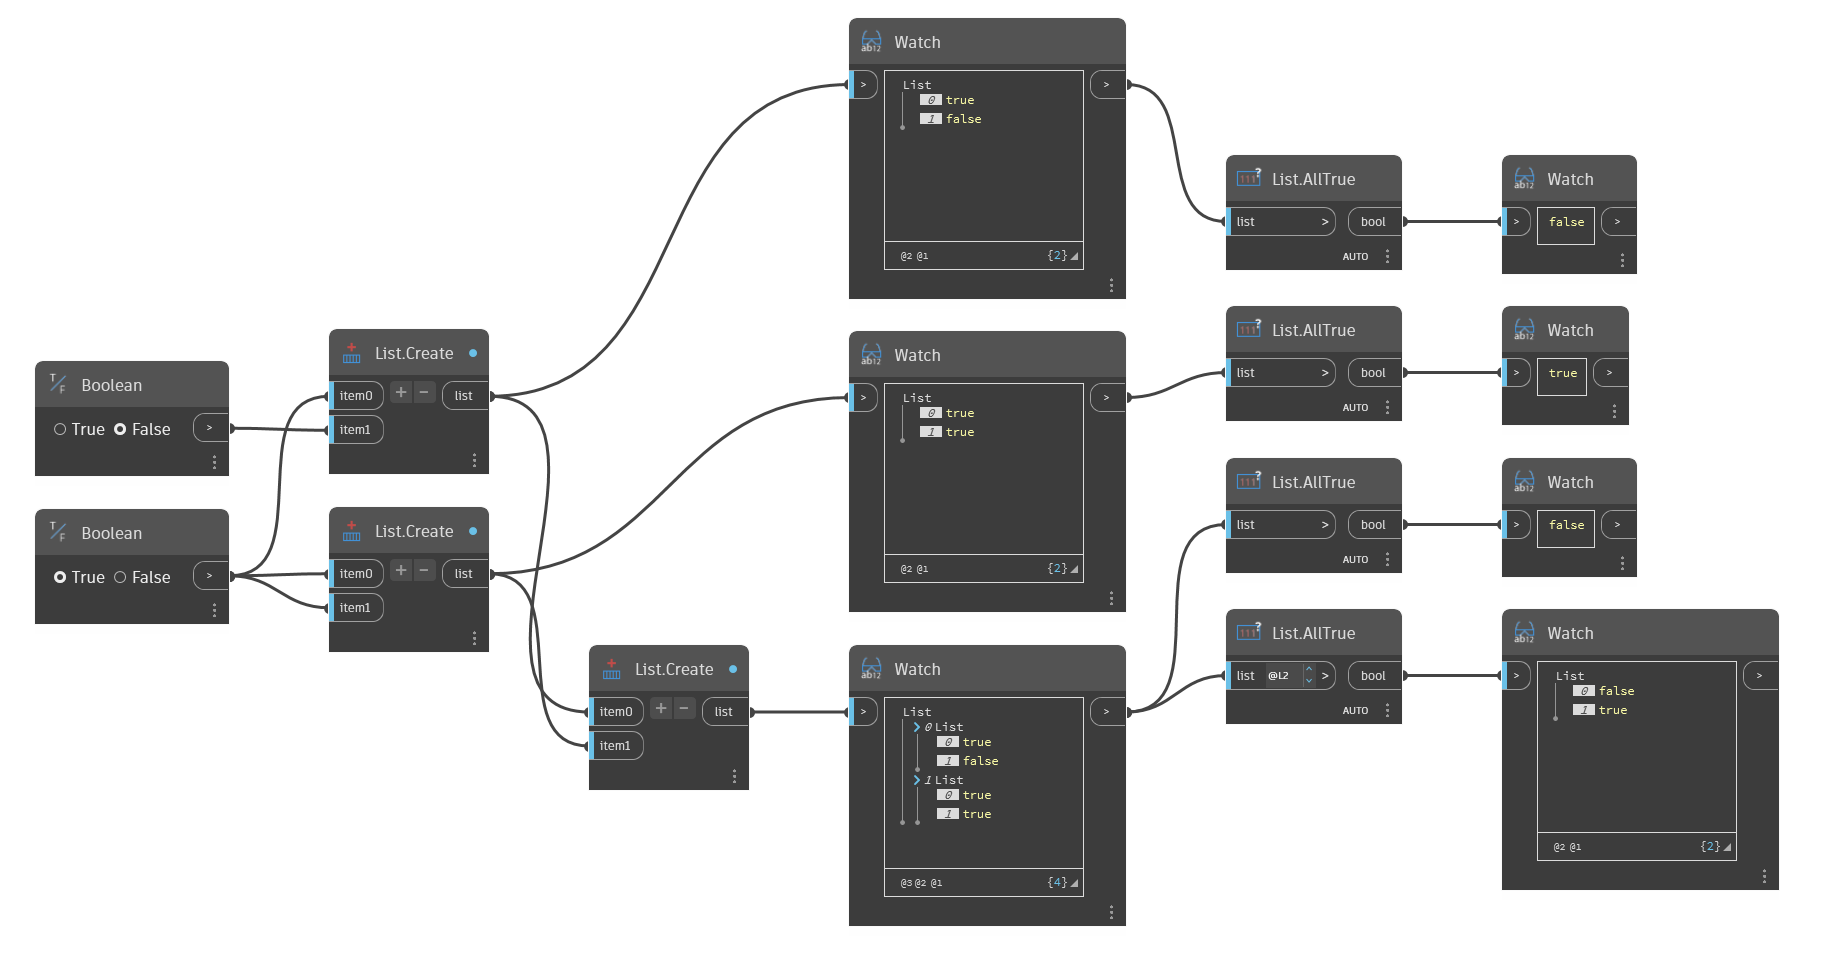 Watch
>
>
List
0 true
1 false
@2 @1
{2}
List.AllTrue
list >
bool
AUTO
Watch
>
false
>
Boolean
True False
>
List.Create
item0
+ -
list
item1
Watch
>
>
List
0 true
1 true
@2 @1
{2}
List.AllTrue
list >
bool
AUTO
Watch
>
true
>
Boolean
True False
>
List.Create
item0
+ -
list
item1
List.AllTrue
list >
bool
AUTO
Watch
>
false
>
List.Create
item0
+ -
list
item1
Watch
>
>
List
0 List
0 true
1 false
1 List
0 true
1 true
@3 @2 @1
{4}
List.AllTrue
list @L2 >
bool
AUTO
Watch
>
>
List
0 false
1 true
@2 @1
{2}